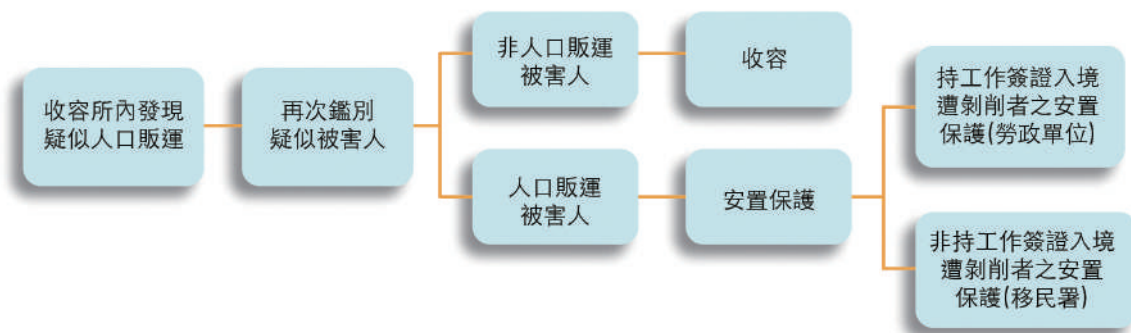 收容所內發現
疑似人口販運
再次鑑別
疑似被害人
非人口販運
被害人
收容
人口販運
被害人
安置保護
持工作簽證入境
遭剝削者之安置
保護(勞政單位)
非持工作簽證入境
遭剝削者之安置
保護(移民署)